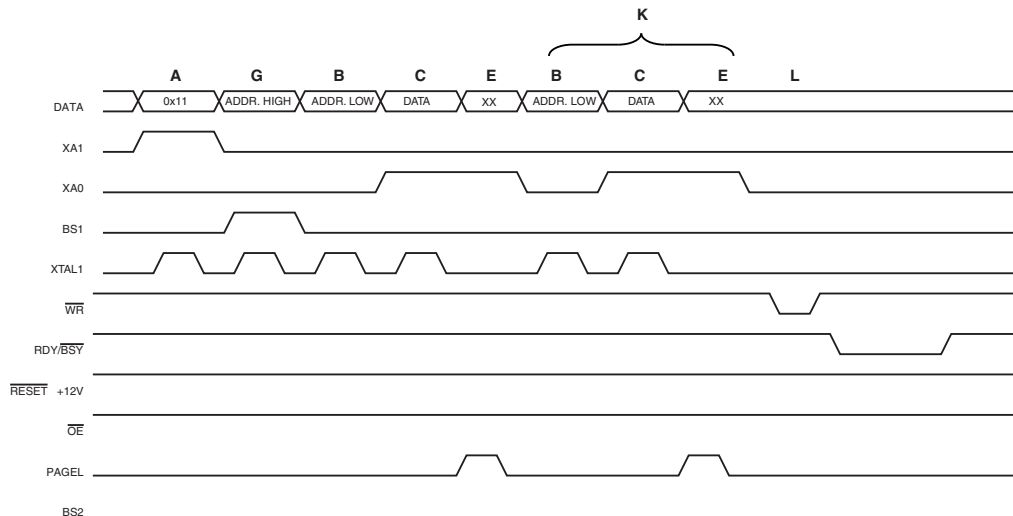 K
A G B C E B C E L
DATA 0x11 ADDR. HIGH ADDR. LOW DATA XX ADDR. LOW DATA XX
XA1
XA0
BS1
XTAL1
WR
RDY/BSY
RESET +12V
OE
PAGEL
BS2